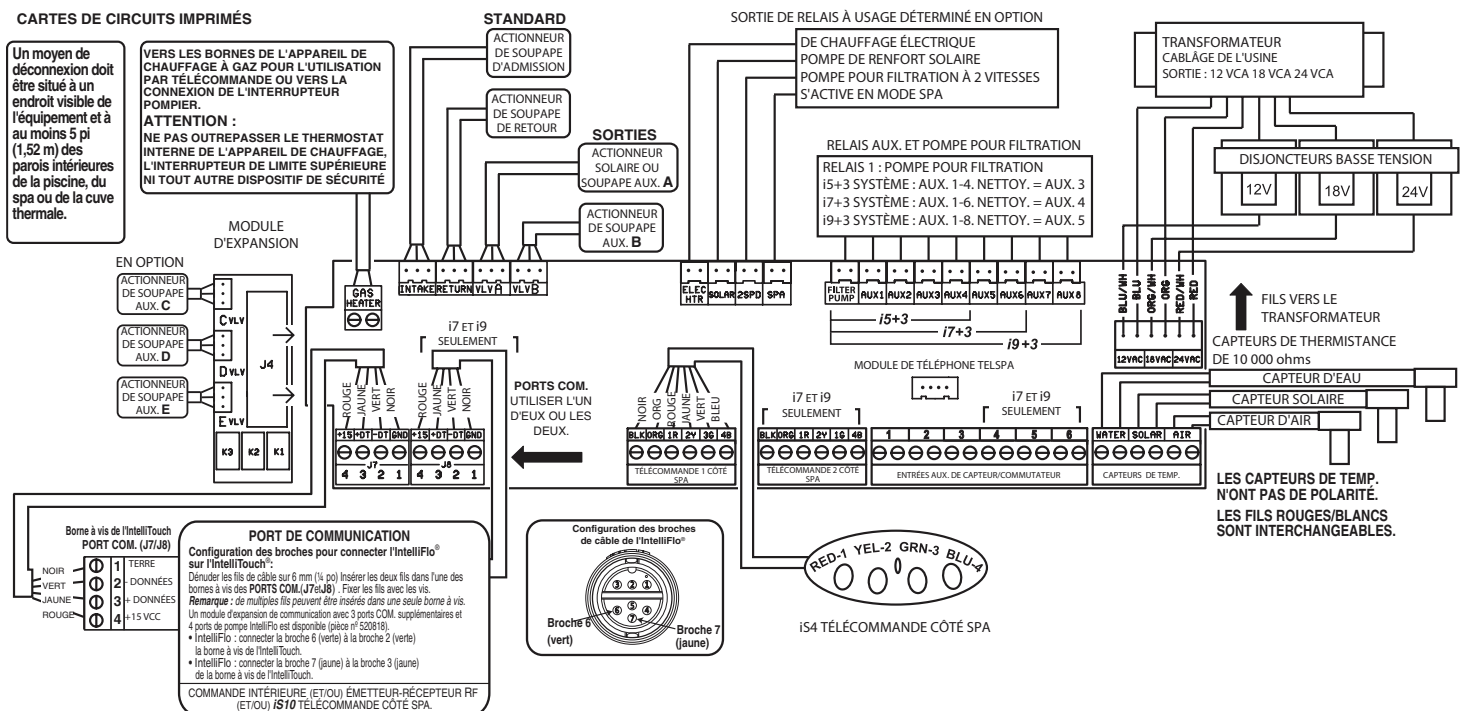 CARTES DE CIRCUITS IMPRIMÉS
Un moyen de
déconnexion doit
être situé à un
endroit visible de
l'équipement et à
au moins 5 pi
(1,52 m) des
parois intérieures
de la piscine, du
spa ou de la cuve
thermale.
VERS LES BORNES DE L'APPAREIL DE
CHAUFFAGE À GAZ POUR L'UTILISATION
PAR TÉLÉCOMMANDE OU VERS LA
CONNEXION DE L'INTERRUPTEUR
POMPIER.
ATTENTION :
NE PAS OUTREPASSER LE THERMOSTAT
INTERNE DE L'APPAREIL DE CHAUFFAGE,
L'INTERRUPTEUR DE LIMITE SUPÉRIEURE
NI TOUT AUTRE DISPOSITIF DE SÉCURITÉ
STANDARD
ACTIONNEUR
DE SOUPAPE
D'ADMISSION
ACTIONNEUR
DE SOUPAPE
DE RETOUR
SORTIES
ACTIONNEUR
SOLAIRE OU
SOUPAPE AUX. A
ACTIONNEUR
DE SOUPAPE
AUX. B
SORTIE DE RELAIS À USAGE DÉTERMINÉ EN OPTION
DE CHAUFFAGE ÉLECTRIQUE
POMPE DE RENFORT SOLAIRE
POMPE POUR FILTRATION À 2 VITESSES
S'ACTIVE EN MODE SPA
RELAIS AUX. ET POMPE POUR FILTRATION
RELAIS 1 : POMPE POUR FILTRATION
i5+3 SYSTÈME : AUX. 1-4. NETTOY. = AUX. 3
i7+3 SYSTÈME : AUX. 1-6. NETTOY. = AUX. 4
i9+3 SYSTÈME : AUX. 1-8. NETTOY. = AUX. 5
TRANSFORMATEUR
CABLÂGE DE L'USINE
SORTIE : 12 VCA 18 VCA 24 VCA
DISJONCTEURS BASSE TENSION
12V
18V
24V
MODULE
D'EXPANSION
EN OPTION
ACTIONNEUR
DE SOUPAPE
AUX. C
ACTIONNEUR
DE SOUPAPE
AUX. D
ACTIONNEUR
DE SOUPAPE
AUX. E
C VLV
D VLV
E VLV
J4
K3 K2 K1
GAS
HEATER
INTAKE RETURN VLV A VLV B
ELEC
HTR SOLAR 2SPD SPA
FILTER
PUMP AUX1 AUX2 AUX3 AUX4 AUX5 AUX6 AUX7 AUX8
i5+3
i7+3
i9+3
BLU/WH
BLU
ORG/WH
ORG
RED/WH
RED
12VAC 18VAC 24VAC
FILS VERS LE
TRANSFORMATEUR
CAPTEURS DE THERMISTANCE
DE 10 000 ohms
CAPTEUR D'EAU
CAPTEUR SOLAIRE
CAPTEUR D'AIR
WATER SOLAR AIR
CAPTEURS DE TEMP.
LES CAPTEURS DE TEMP.
N'ONT PAS DE POLARITÉ.
LES FILS ROUGES/BLANCS
SONT INTERCHANGEABLES.
i7 ET i9
SEULEMENT
ROUGE
JAUNE
VERT
NOIR
ROUGE
JAUNE
VERT
NOIR
+15 +DT -DT GND
J7
4 3 2 1
+15 +DT -DT GND
J8
4 3 2 1
PORTS COM.
UTILISER L'UN
D'EUX OU LES
DEUX.
NOIR
ORG
ROUGE
JAUNE
VERT
BLEU
BLK ORG 1R 2Y 3G 4B
TÉLÉCOMMANDE 1 CÔTÉ
SPA
i7 ET i9
SEULEMENT
BLK ORG 1R 2Y 1G 4B
TÉLÉCOMMANDE 2 CÔTÉ
SPA
MODULE DE TÉLÉPHONE TELSPA
i7 ET i9
SEULEMENT
1 2 3 4 5 6
ENTRÉES AUX. DE CAPTEUR/COMMUTATEUR
Borne à vis de l'IntelliTouch
PORT COM. (J7/J8)
NOIR 1 TERRE
VERT 2 - DONNÉES
JAUNE 3 + DONNÉES
ROUGE 4 +15 VCC
PORT DE COMMUNICATION
Configuration des broches pour connecter l'IntelliFlo®
sur l'IntelliTouch®:
Dénuder les fils de câble sur 6 mm (¼ po) Insérer les deux fils dans l'une des
bornes à vis des PORTS COM.(J7etJ8) . Fixer les fils avec les vis.
Remarque : de multiples fils peuvent être insérés dans une seule borne à vis.
Un module d'expansion de communication avec 3 ports COM. supplémentaires et
4 ports de pompe IntelliFlo est disponible (pièce nº 520818).
• IntelliFlo : connecter la broche 6 (verte) à la broche 2 (verte)
la borne à vis de l'IntelliTouch.
• IntelliFlo : connecter la broche 7 (jaune) à la broche 3 (jaune)
de la borne à vis de l'IntelliTouch.
COMMANDE INTÉRIEURE (ET/OU) ÉMETTEUR-RÉCEPTEUR RF
(ET/OU) iS10 TÉLÉCOMMANDE CÔTÉ SPA.
Configuration des broches
de câble de l'IntelliFlo®
3 2 1
6 5 4
7
Broche 6
(vert)
Broche 7
(jaune)
RED-1 YEL-2 GRN-3 BLU-4
iS4 TÉLÉCOMMANDE CÔTÉ SPA